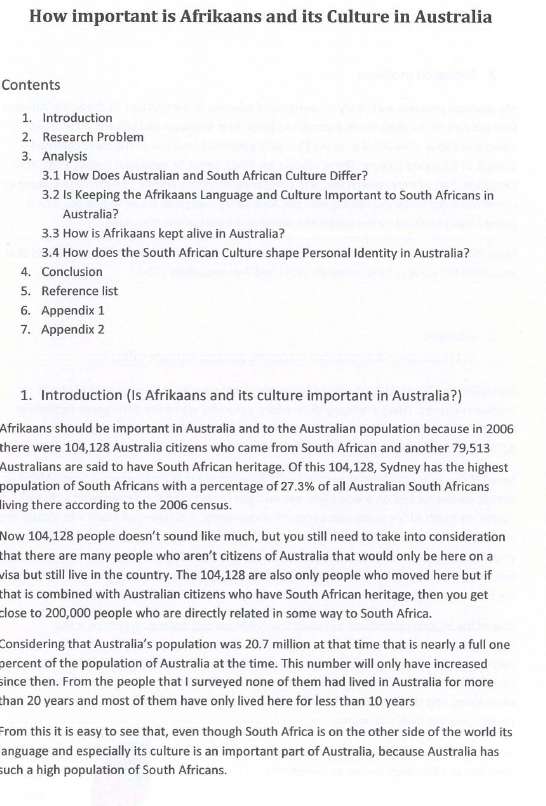 How important is Afrikaans and its Culture in Australia
Contents
1. Introduction
2. Research Problem
3. Analysis
3.1 How Does Australian and South African Culture Differ?
3.2 Is Keeping the Afrikaans Language and Culture Important to South Africans in
Australia?
3.3 How is Afrikaans kept alive in Australia?
3.4 How does the South African Culture shape Personal Identity in Australia?
4. Conclusion
5. Reference list
6. Appendix 1
7. Appendix 2
1. Introduction (Is Afrikaans and its culture important in Australia?)
Afrikaans should be important in Australia and to the Australian population because in 2006
there were 104,128 Australia citizens who came from South African and another 79,513
Australians are said to have South African heritage. Of this 104,128, Sydney has the highest
population of South Africans with a percentage of 27.3% of all Australian South Africans
living there according to the 2006 census.
Now 104,128 people doesn't sound like much, but you still need to take into consideration
that there are many people who aren't citizens of Australia that would only be here on a
visa but still live in the country. The 104,128 are also only people who moved here but if
that is combined with Australian citizens who have South African heritage, then you get
close to 200,000 people who are directly related in some way to South Africa.
Considering that Australia's population was 20.7 million at that time that is nearly a full one
percent of the population of Australia at the time. This number will only have increased
since then. From the people that I surveyed none of them had lived in Australia for more
than 20 years and most of them have only lived here for less than 10 years
From this it is easy to see that, even though South Africa is on the other side of the world its
language and especially its culture is an important part of Australia, because Australia has
such a high population of South Africans.